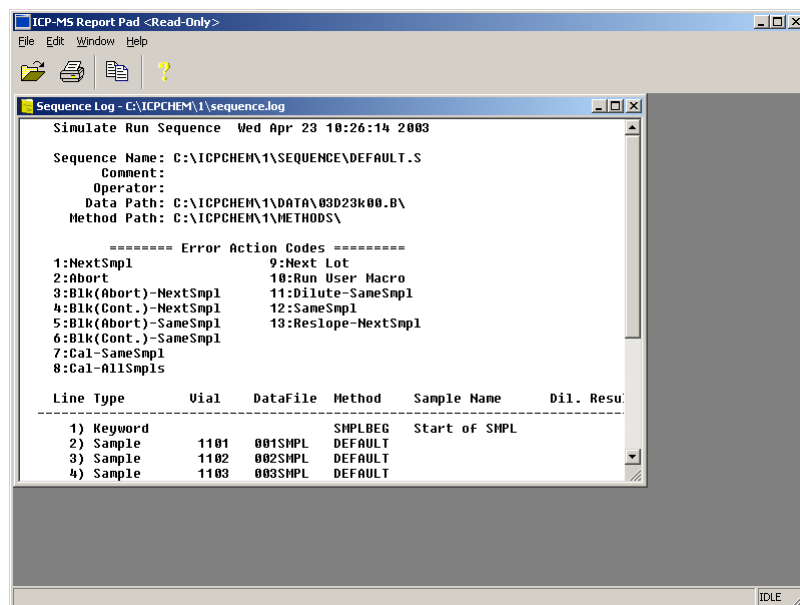 ICP-MS Report Pad <Read-Only>
File Edit Window Help
Sequence Log - C:\ICPCHEM\1\sequence.log
Simulate Run Sequence Wed Apr 23 10:26:14 2003
Sequence Name: C:\ICPCHEM\1\SEQUENCE\DEFAULT.S
Comment:
Operator:
Data Path: C:\ICPCHEM\1\DATA\03D23k00.B\
Method Path: C:\ICPCHEM\1\METHODS\
======== Error Action Codes =========
1:NextSmpl 9:Next Lot
2:Abort 10:Run User Macro
3:Blk(Abort)-NextSmpl 11:Dilute-SameSmpl
4:Blk(Cont.)-NextSmpl 12:SameSmpl
5:Blk(Abort)-SameSmpl 13:Reslope-NextSmpl
6:Blk(Cont.)-SameSmpl
7:Cal-SameSmpl
8:Cal-AllSmpls
Line Type Vial DataFile Method Sample Name Dil. Resu
1) Keyword SMPLBEG Start of SMPL
2) Sample 1101 001SMPL DEFAULT
3) Sample 1102 002SMPL DEFAULT
4) Sample 1103 003SMPL DEFAULT
IDLE